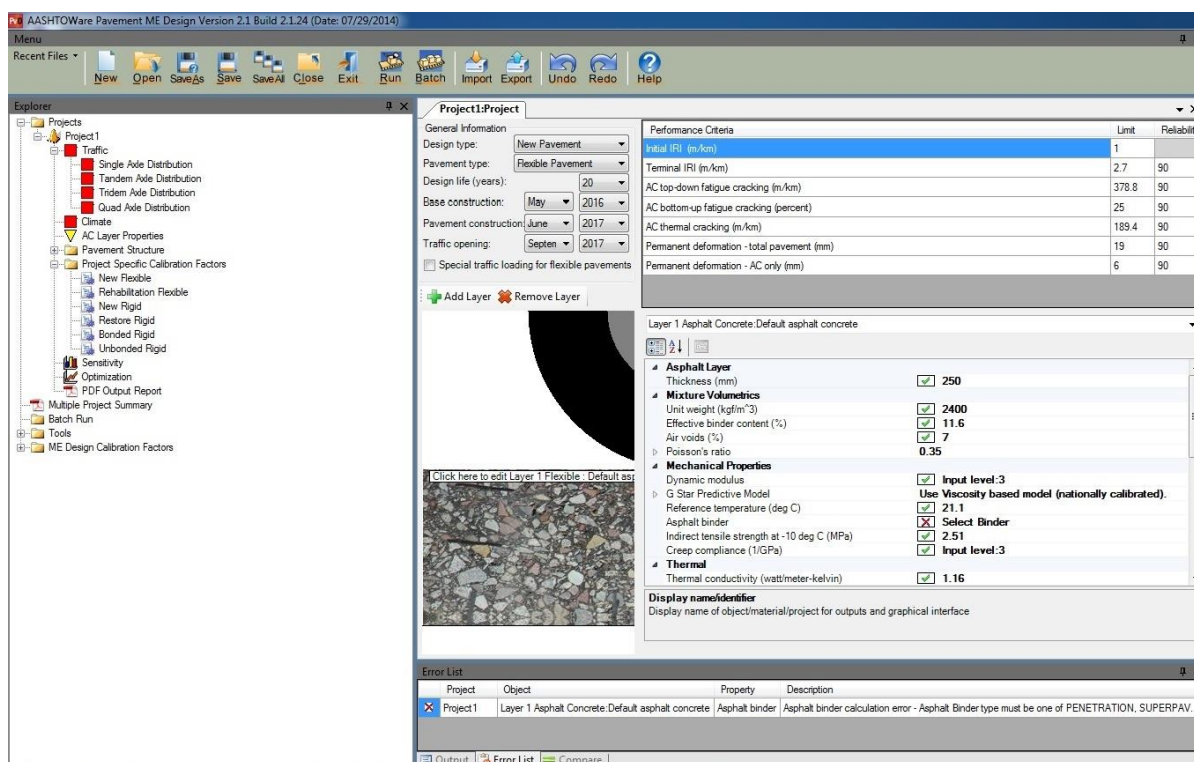 AASHTOWare Pavement ME Design Version 2.1 Build 2.1.24 (Date: 07/29/2014)
Menu
Recent Files
New Open SaveAs Save SaveAll Close Exit Run Batch Import Export Undo Redo Help
Explorer
Projects
Project1
Traffic
Single Axle Distribution
Tandem Axle Distribution
Tridem Axle Distribution
Quad Axle Distribution
Climate
AC Layer Properties
Pavement Structure
Project Specific Calibration Factors
New Flexible
Rehabilitation Flexible
New Rigid
Restore Rigid
Bonded Rigid
Unbonded Rigid
Sensitivity
Optimization
PDF Output Report
Multiple Project Summary
Batch Run
Tools
ME Design Calibration Factors
Project1:Project
General Information
Design type: New Pavement
Pavement type: Flexible Pavement
Design life (years): 20
Base construction: May 2016
Pavement construction: June 2017
Traffic opening: Septen 2017
Special traffic loading for flexible pavements
Add Layer Remove Layer
Click here to edit Layer 1 Flexible : Default asp
Performance Criteria Limit Reliabilit
Initial IRI (m/km) 1
Terminal IRI (m/km) 2.7 90
AC top-down fatigue cracking (m/km) 378.8 90
AC bottom-up fatigue cracking (percent) 25 90
AC thermal cracking (m/km) 189.4 90
Permanent deformation - total pavement (mm) 19 90
Permanent deformation - AC only (mm) 6 90
Layer 1 Asphalt Concrete:Default asphalt concrete
Asphalt Layer
Thickness (mm) 250
Mixture Volumetrics
Unit weight (kgf/m^3) 2400
Effective binder content (%) 11.6
Air voids (%) 7
Poisson's ratio 0.35
Mechanical Properties
Dynamic modulus Input level:3
G Star Predictive Model Use Viscosity based model (nationally calibrated).
Reference temperature (deg C) 21.1
Asphalt binder Select Binder
Indirect tensile strength at -10 deg C (MPa) 2.51
Creep compliance (1/GPa) Input level:3
Thermal
Thermal conductivity (watt/meter-kelvin) 1.16
Display name/identifier
Display name of object/material/project for outputs and graphical interface
Error List
Project Object Property Description
Project1 Layer 1 Asphalt Concrete:Default asphalt concrete Asphalt binder Asphalt binder calculation error - Asphalt Binder type must be one of PENETRATION, SUPERPAV.
Output Error List Compare